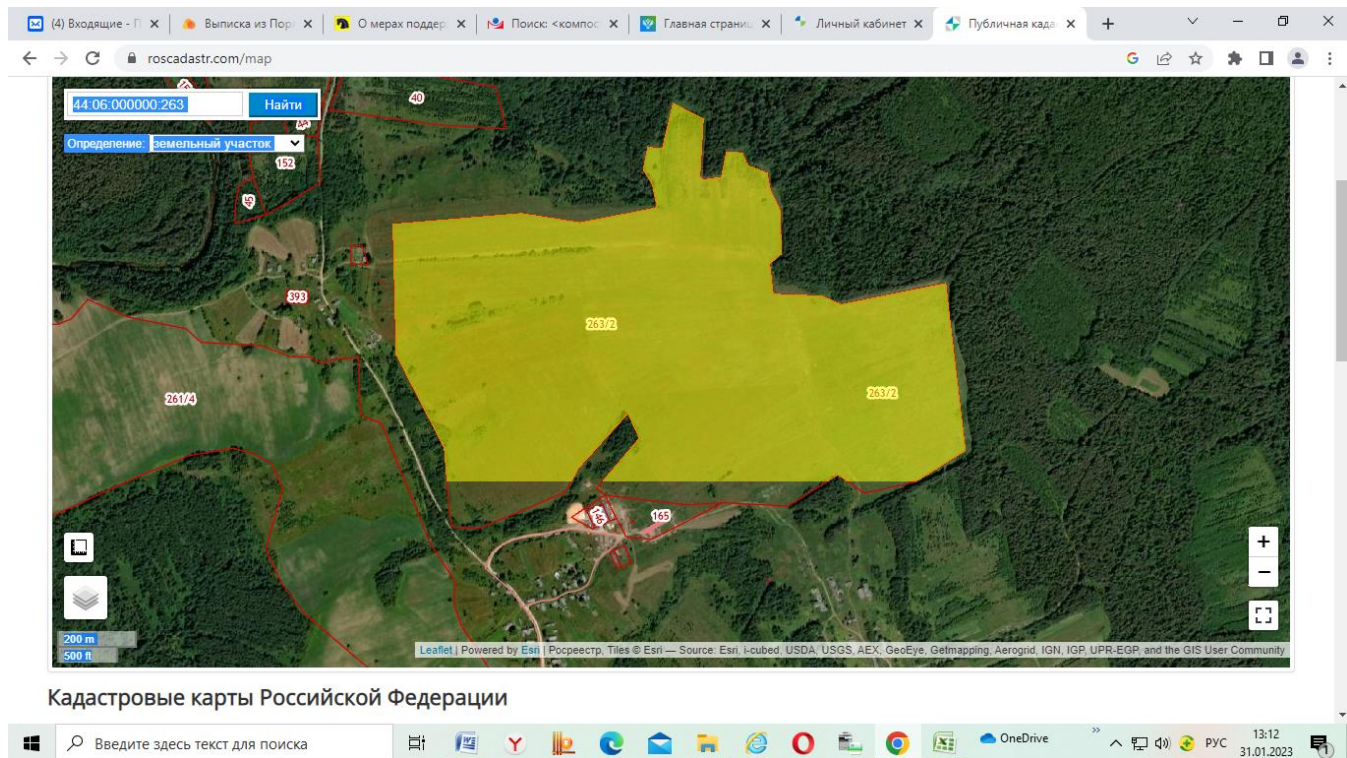 (4) Входящие - П
Выписка из Пор
О мерах поддер
Поиск: <компос
Главная страниц
Личный кабинет
Публичная када
roscadastr.com/map
44:06:000000:263 Найти
Определение: земельный участок
40
44
152
45
393
263/2
263/2
261/4
146
165
+
−
200 m
500 ft
Leaflet | Powered by Esri | Росреестр, Tiles © Esri — Source: Esri, i-cubed, USDA, USGS, AEX, GeoEye, Getmapping, Aerogrid, IGN, IGP, UPR-EGP, and the GIS User Community
Кадастровые карты Российской Федерации
Введите здесь текст для поиска
OneDrive
РУС
13:12
31.01.2023